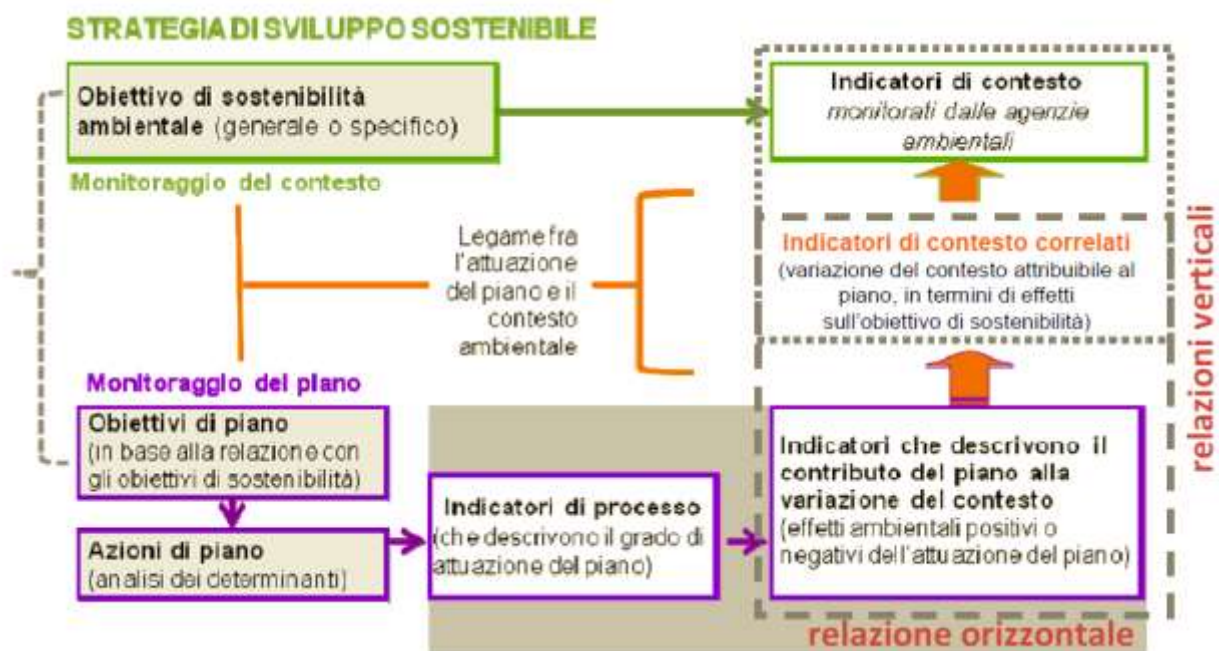 STRATEGIA DI SVILUPPO SOSTENIBILE
Obiettivo di sostenibilità
ambientale (generale o specifico)
Indicatori di contesto
monitorati dalle agenzie
ambientali
Monitoraggio del contesto
Legame fra
l'attuazione
del piano e il
contesto
ambientale
Indicatori di contesto correlati
(variazione del contesto attribuibile al
piano, in termini di effetti
sull'obiettivo di sostenibilità)
relazioni verticali
Monitoraggio del piano
Obiettivi di piano
(in base alla relazione con
gli obiettivi di sostenibilità)
Azioni di piano
(analisi dei determinanti)
Indicatori di processo
(che descrivono il grado di
attuazione del piano)
Indicatori che descrivono il
contributo del piano alla
variazione del contesto
(effetti ambientali positivi o
negativi dell'attuazione del piano)
relazione orizzontale